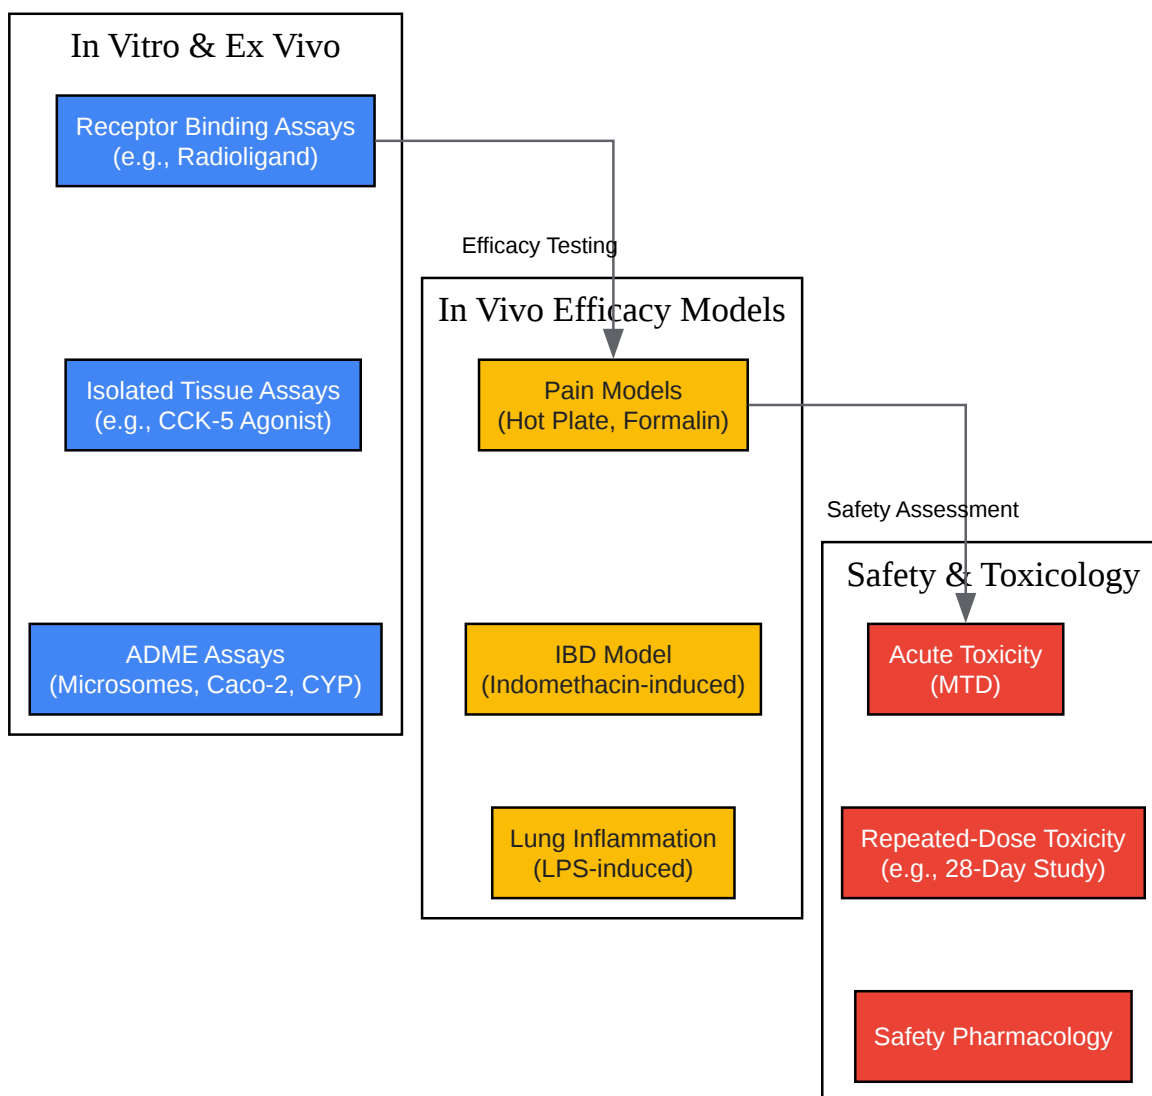 In Vitro & Ex Vivo
Receptor Binding Assays
(e.g., Radioligand)
Isolated Tissue Assays
(e.g., CCK-5 Agonist)
ADME Assays
(Microsomes, Caco-2, CYP)
Efficacy Testing
In Vivo Efficacy Models
Pain Models
(Hot Plate, Formalin)
IBD Model
(Indomethacin-induced)
Lung Inflammation
(LPS-induced)
Safety Assessment
Safety & Toxicology
Acute Toxicity
(MTD)
Repeated-Dose Toxicity
(e.g., 28-Day Study)
Safety Pharmacology